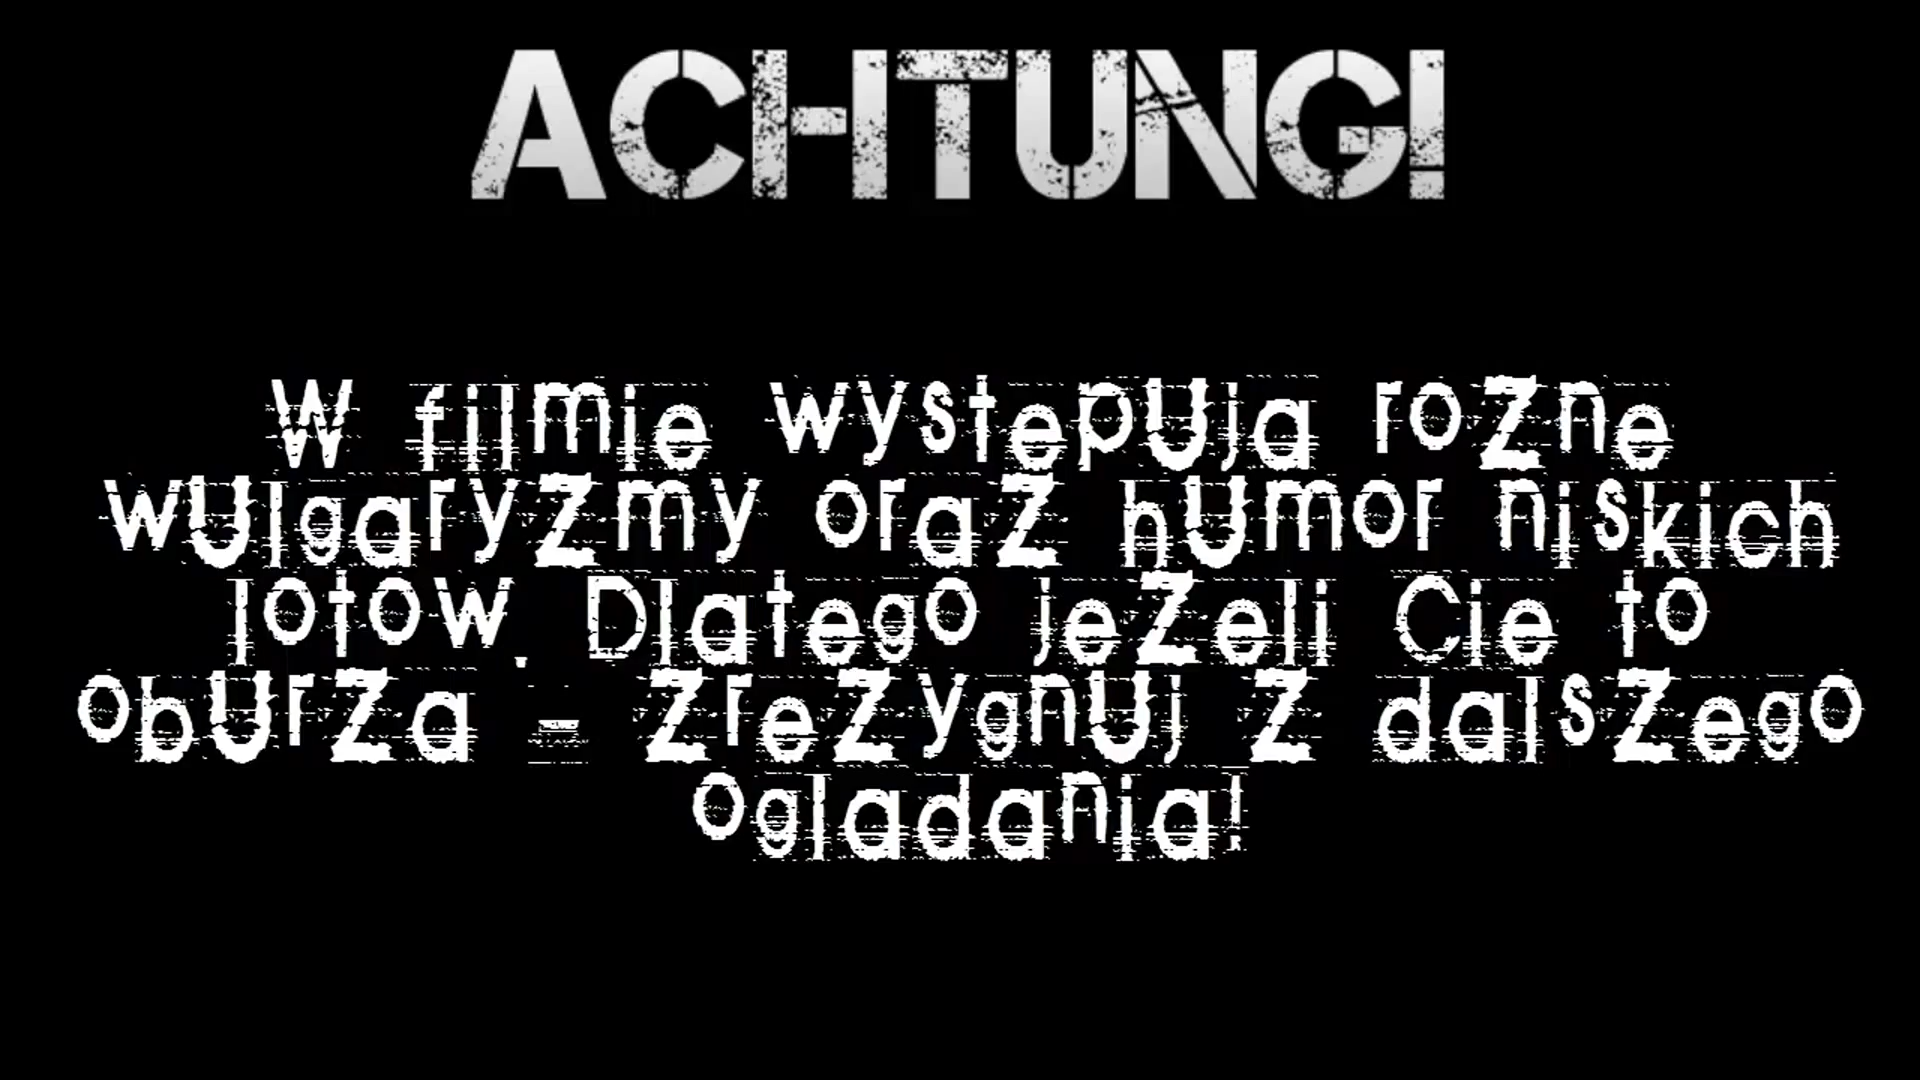 ACHTUNG!
W filmie wystepuja rozne
wulgaryzmy oraz humor niskich
lotow. Dlatego jezeli Cie to
oburza - zrezygnuj z dalszego
ogladania!